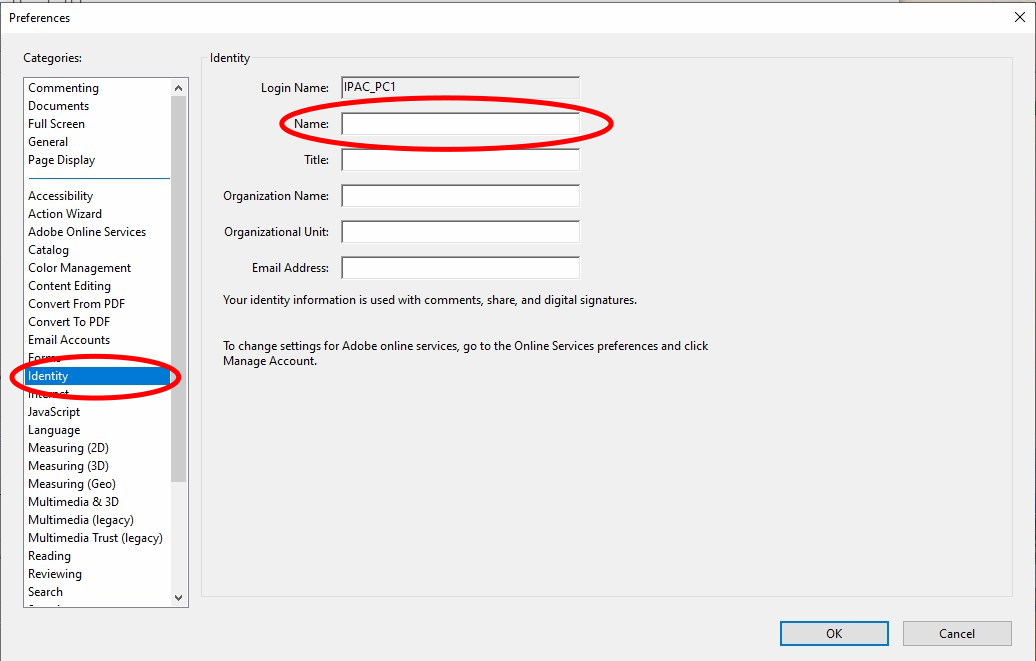 Preferences
Categories:
Commenting
Documents
Full Screen
General
Page Display
Accessibility
Action Wizard
Adobe Online Services
Catalog
Color Management
Content Editing
Convert From PDF
Convert To PDF
Email Accounts
Forms
Identity
Internet
JavaScript
Language
Measuring (2D)
Measuring (3D)
Measuring (Geo)
Multimedia & 3D
Multimedia (legacy)
Multimedia Trust (legacy)
Reading
Reviewing
Search
Identity
Login Name: IPAC_PC1
Name:
Title:
Organization Name:
Organizational Unit:
Email Address:
Your identity information is used with comments, share, and digital signatures.
To change settings for Adobe online services, go to the Online Services preferences and click
Manage Account.
OK Cancel